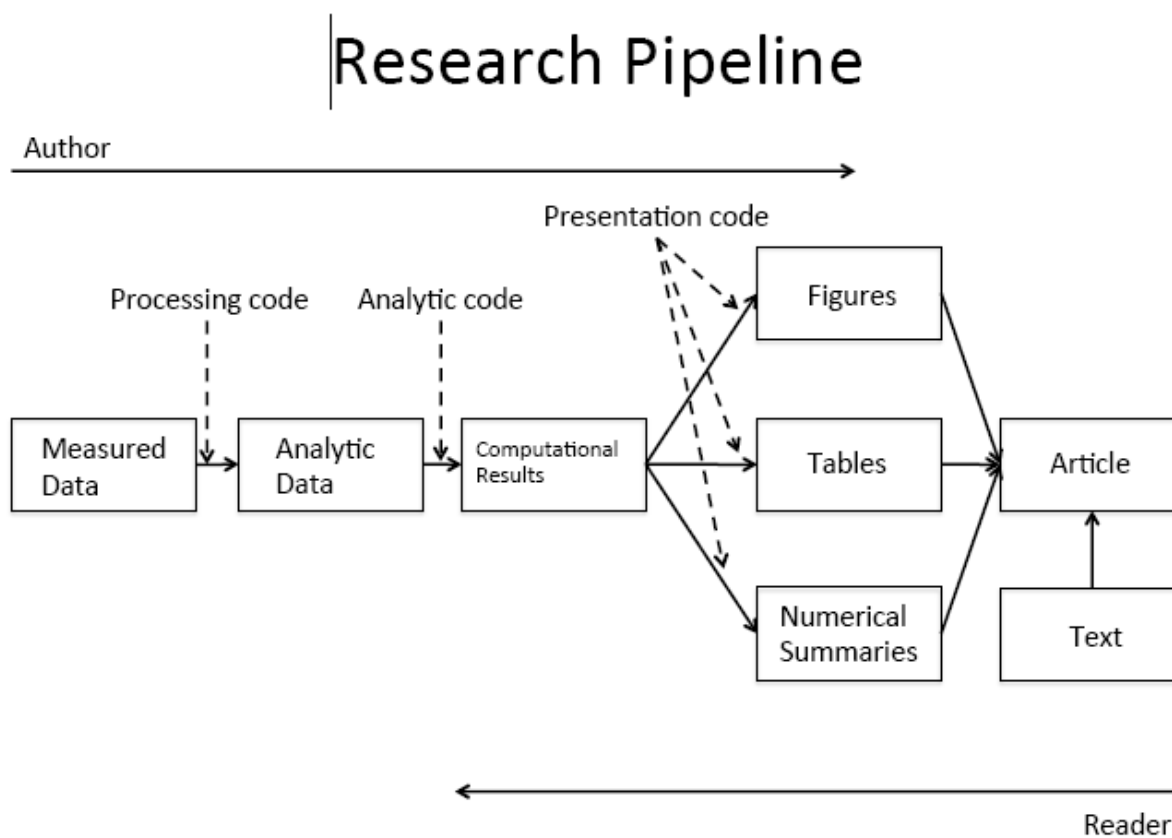 Research Pipeline
Author
Presentation code
Processing code
Analytic code
Figures
Measured
Data
Analytic
Data
Computational
Results
Tables
Article
Numerical
Summaries
Text
Reader